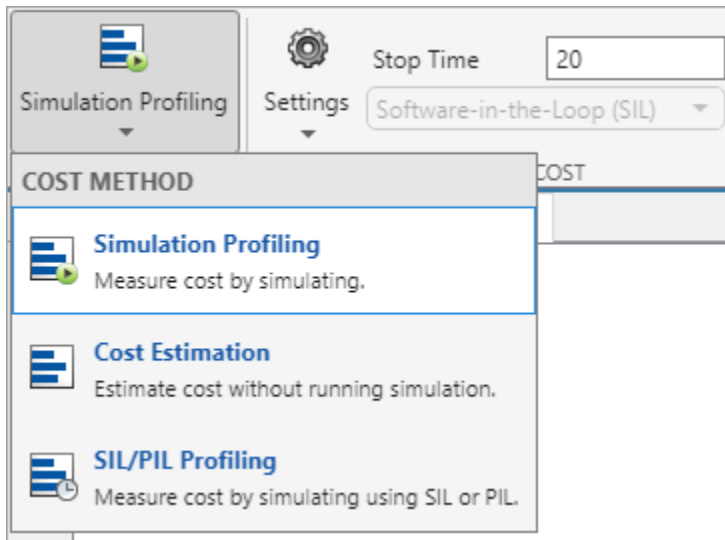 Simulation Profiling
Settings
Stop Time
20
Software-in-the-Loop (SIL)
COST
COST METHOD
Simulation Profiling
Measure cost by simulating.
Cost Estimation
Estimate cost without running simulation.
SIL/PIL Profiling
Measure cost by simulating using SIL or PIL.